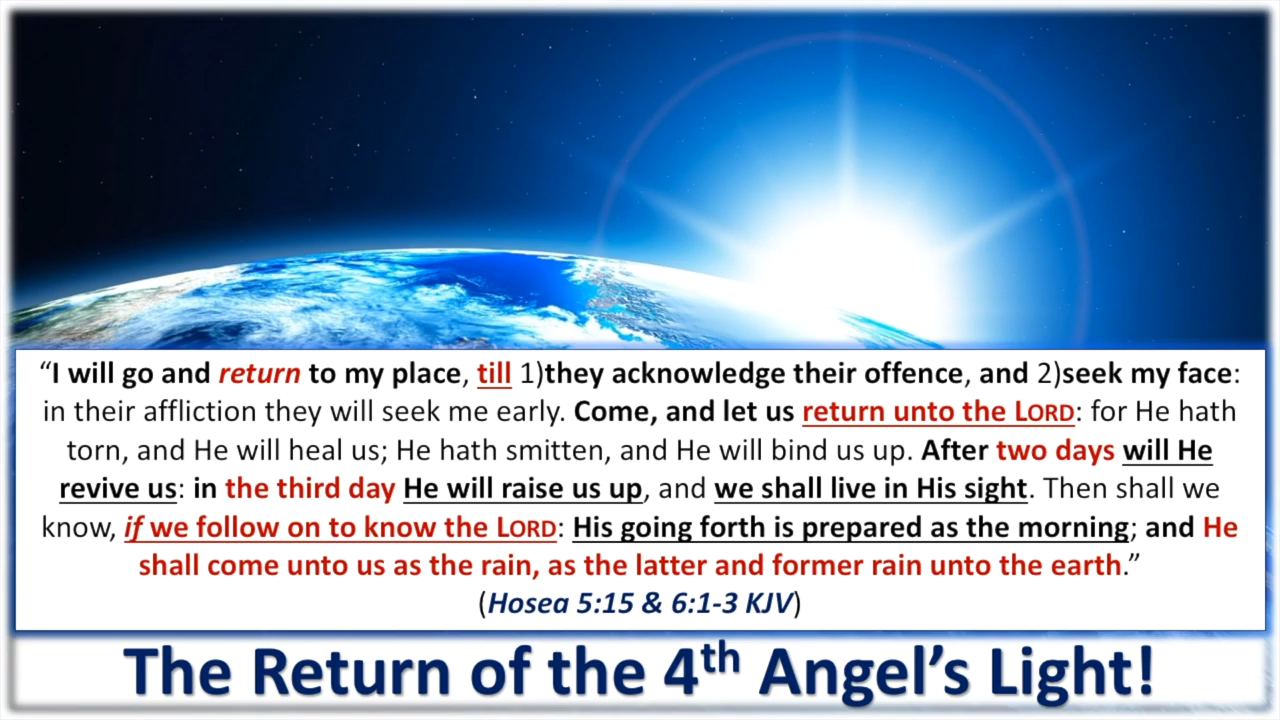 “I will go and return to my place, till 1)they acknowledge their offence, and 2)seek my face:
in their affliction they will seek me early. Come, and let us return unto the LORD: for He hath
torn, and He will heal us; He hath smitten, and He will bind us up. After two days will He
revive us: in the third day He will raise us up, and we shall live in His sight. Then shall we
know, if we follow on to know the LORD: His going forth is prepared as the morning; and He
shall come unto us as the rain, as the latter and former rain unto the earth.”
(Hosea 5:15 & 6:1-3 KJV)
The Return of the 4th Angel’s Light!